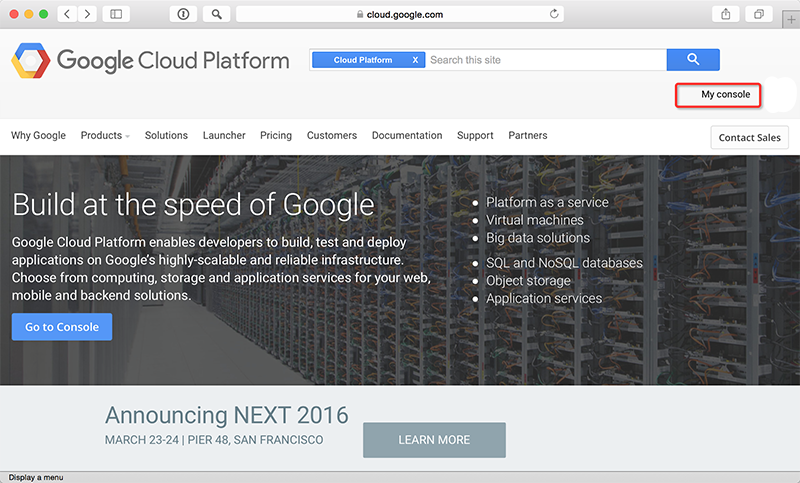 cloud.google.com
Google Cloud Platform
Cloud Platform X Search this site
My console
Why Google Products Solutions Launcher Pricing Customers Documentation Support Partners Contact Sales
Build at the speed of Google
Google Cloud Platform enables developers to build, test and deploy
applications on Google's highly-scalable and reliable infrastructure.
Choose from computing, storage and application services for your web,
mobile and backend solutions.
Go to Console
Platform as a service
Virtual machines
Big data solutions
SQL and NoSQL databases
Object storage
Application services
Announcing NEXT 2016
MARCH 23-24 | PIER 48, SAN FRANCISCO
LEARN MORE
Display a menu